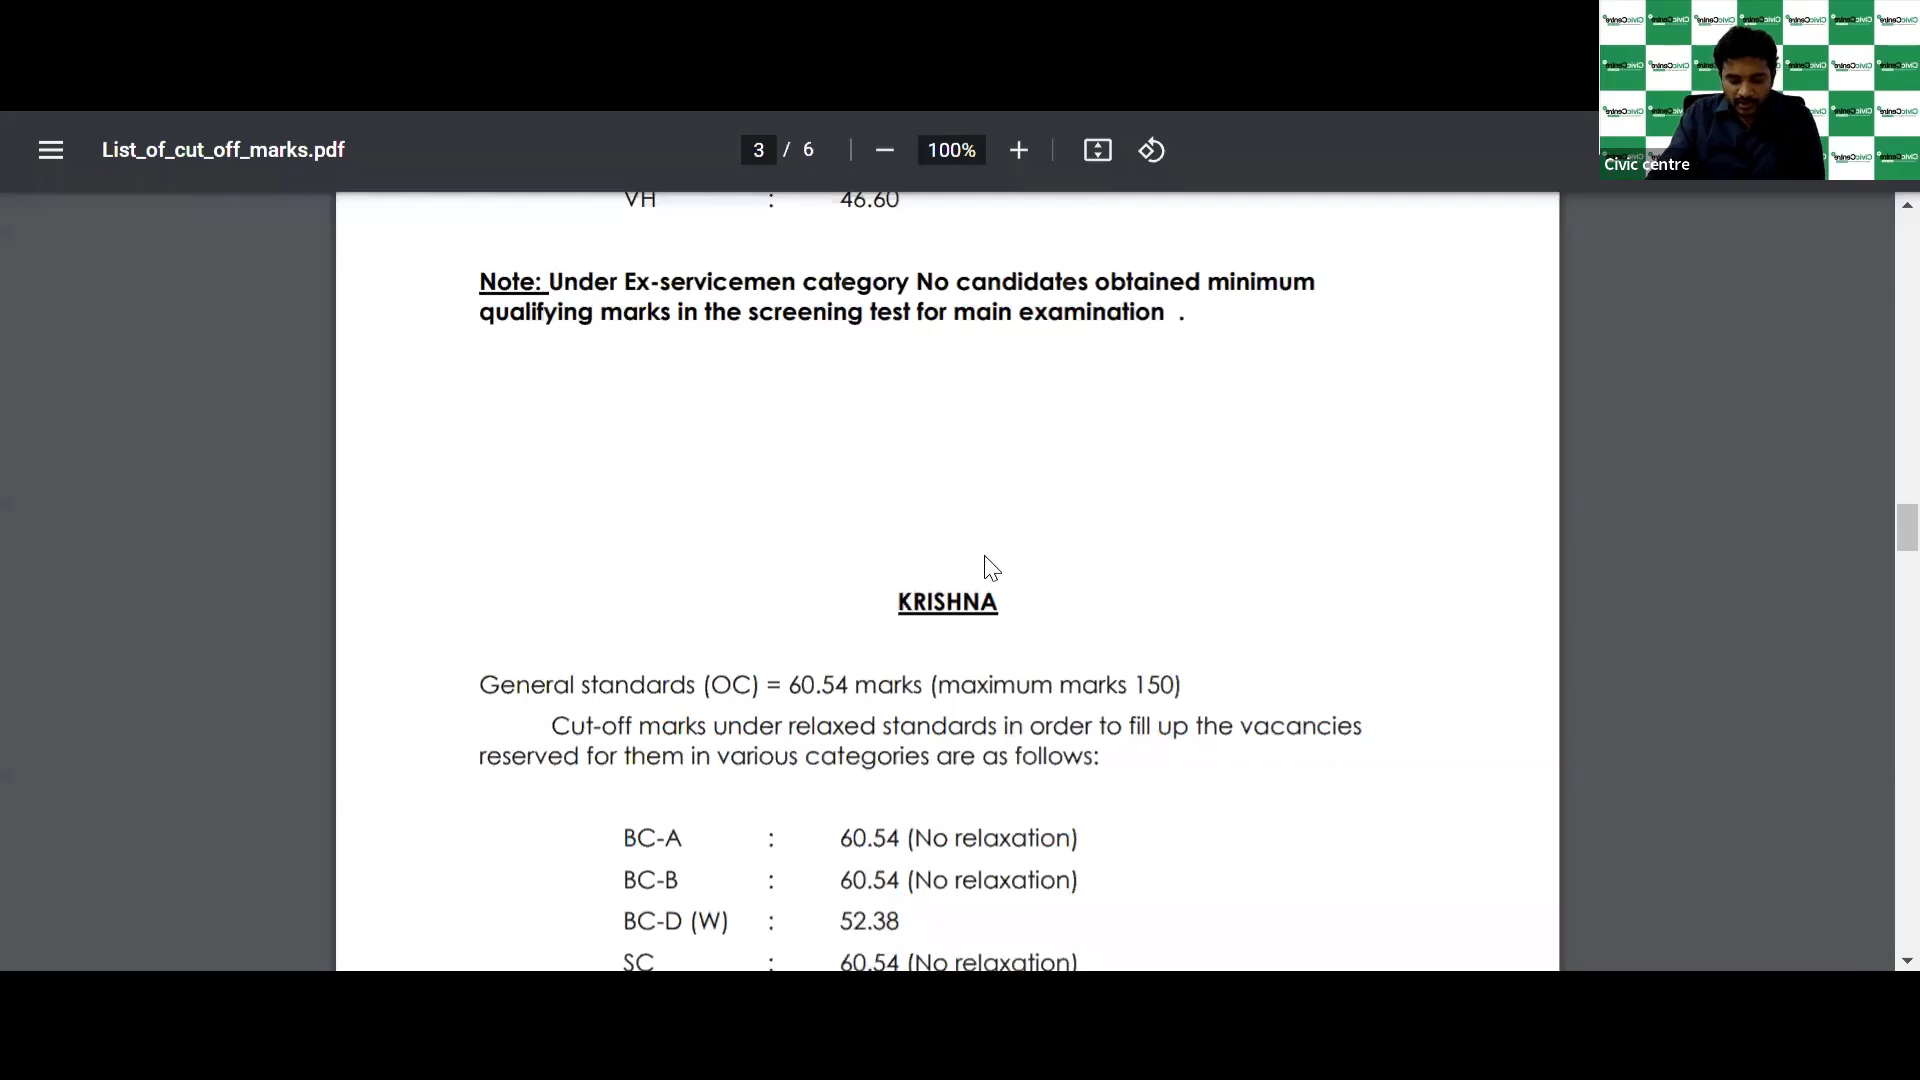 List_of_cut_off_marks.pdf
3 / 6
100%
Civic centre
VH : 46.60
Note: Under Ex-servicemen category No candidates obtained minimum
qualifying marks in the screening test for main examination .
KRISHNA
General standards (OC) = 60.54 marks (maximum marks 150)
Cut-off marks under relaxed standards in order to fill up the vacancies
reserved for them in various categories are as follows:
BC-A : 60.54 (No relaxation)
BC-B : 60.54 (No relaxation)
BC-D (W) : 52.38
SC : 60.54 (No relaxation)